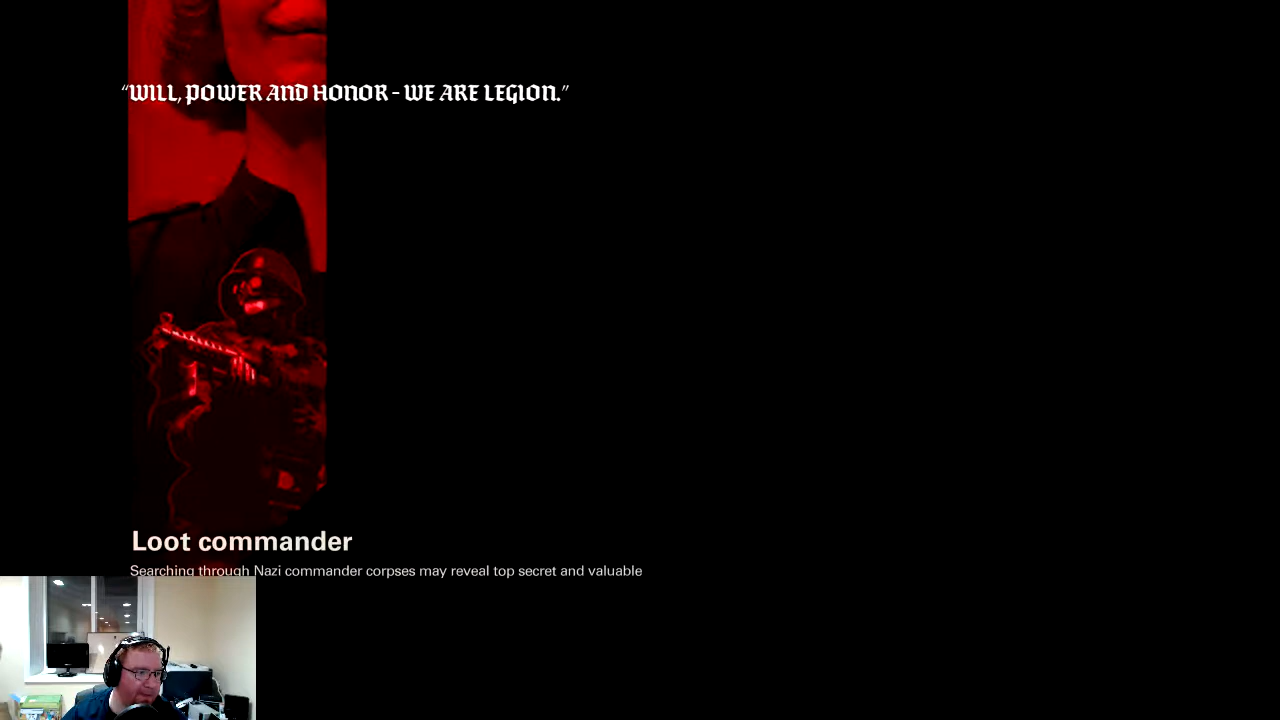 “WILL, POWER AND HONOR - WE ARE LEGION.”
Loot commander
Searching through Nazi commander corpses may reveal top secret and valuable